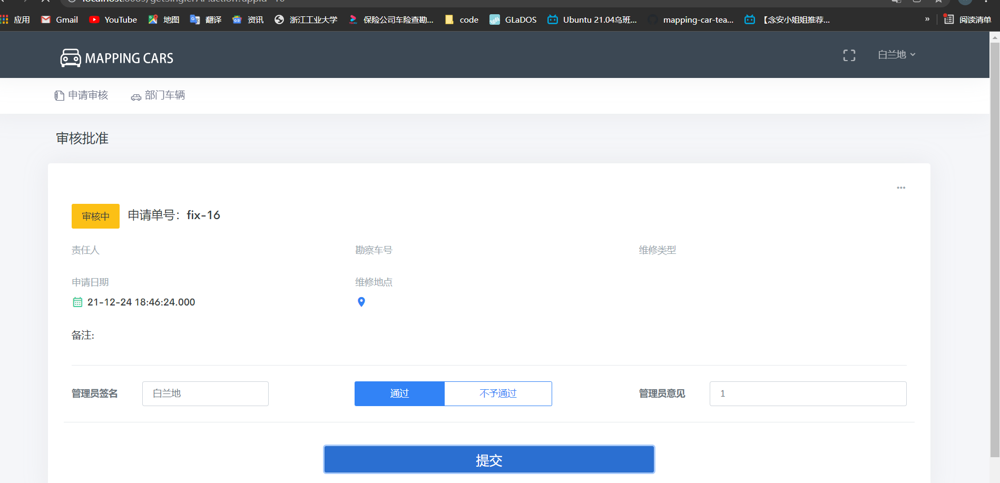 应用 Gmail YouTube 地图 翻译 资讯 浙江工业大学 保险公司车险查勘... code GLaDOS Ubuntu 21.04乌班... mapping-car-tea... 【念安小姐姐推荐... » 阅读清单
MAPPING CARS 白兰地
申请审核 部门车辆
审核批准
审核中 申请单号：fix-16
责任人 勘察车号 维修类型
申请日期 维修地点
21-12-24 18:46:24.000
备注:
管理员签名 白兰地 通过 不予通过 管理员意见 1
提交